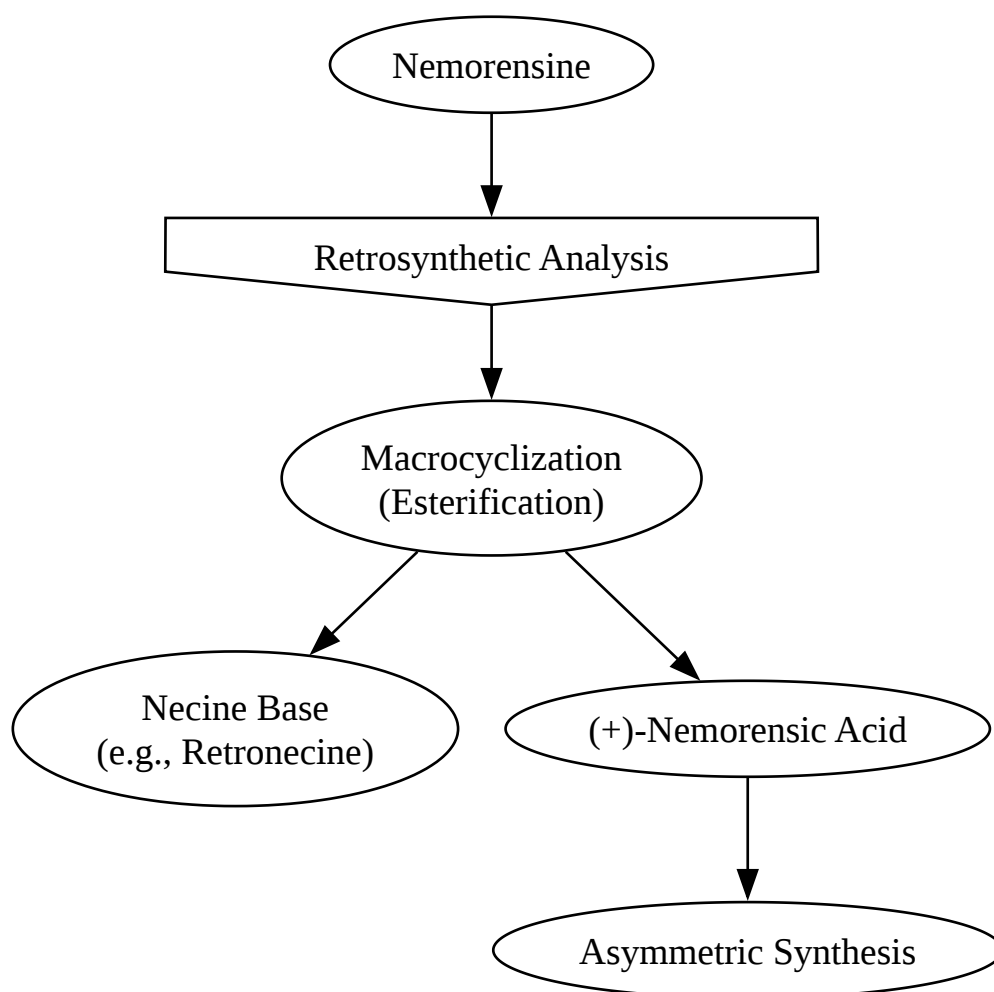 Nemorensine
Retrosynthetic Analysis
Macrocyclization
(Esterification)
Necine Base
(e.g., Retronecine)
(+)-Nemorensic Acid
Asymmetric Synthesis